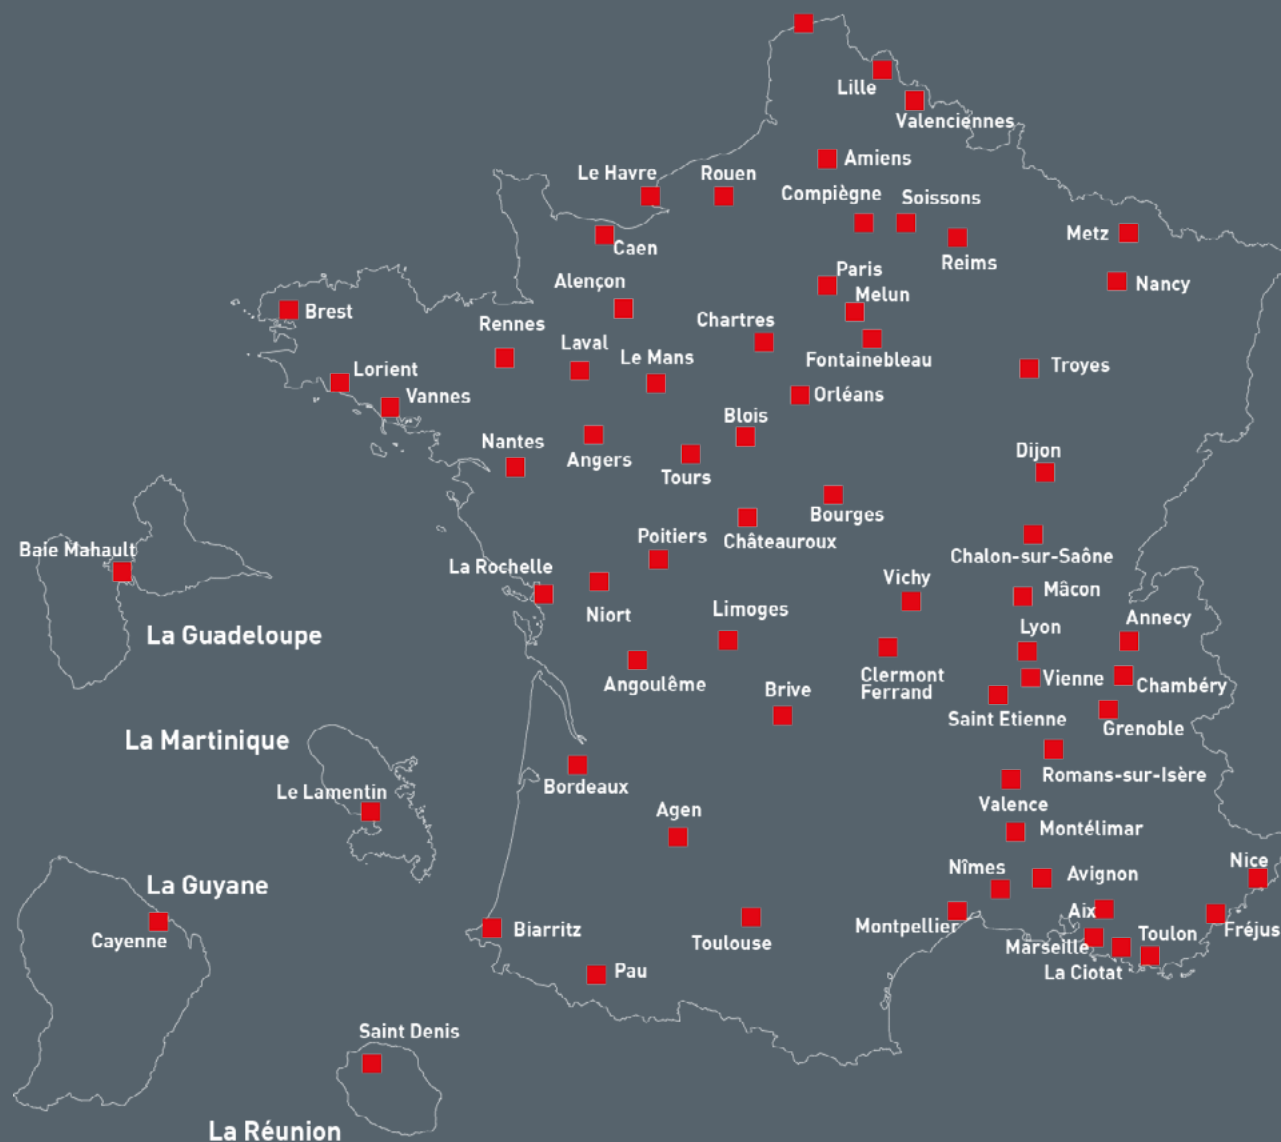 Lille
Valenciennes
Amiens
Le Havre
Rouen
Compiègne
Soissons
Caen
Metz
Reims
Paris
Alençon
Nancy
Melun
Brest
Chartres
Rennes
Laval
Le Mans
Fontainebleau
Troyes
Lorient
Vannes
Orléans
Blois
Nantes
Angers
Dijon
Tours
Bourges
Poitiers
Châteauroux
Baie Mahault
Chalon-sur-Saône
La Rochelle
Vichy
Mâcon
Niort
Limoges
Annecy
La Guadeloupe
Lyon
Clermont
Ferrand
Vienne
Angoulême
Chambéry
Brive
Saint Etienne
Grenoble
La Martinique
Romans-sur-Isère
Bordeaux
Le Lamentin
Valence
Agen
Montélimar
Nice
Nîmes
Avignon
La Guyane
Aix
Montpellier
Biarritz
Fréjus
Toulon
Cayenne
Toulouse
Marseille
Pau
La Ciotat
Saint Denis
La Réunion